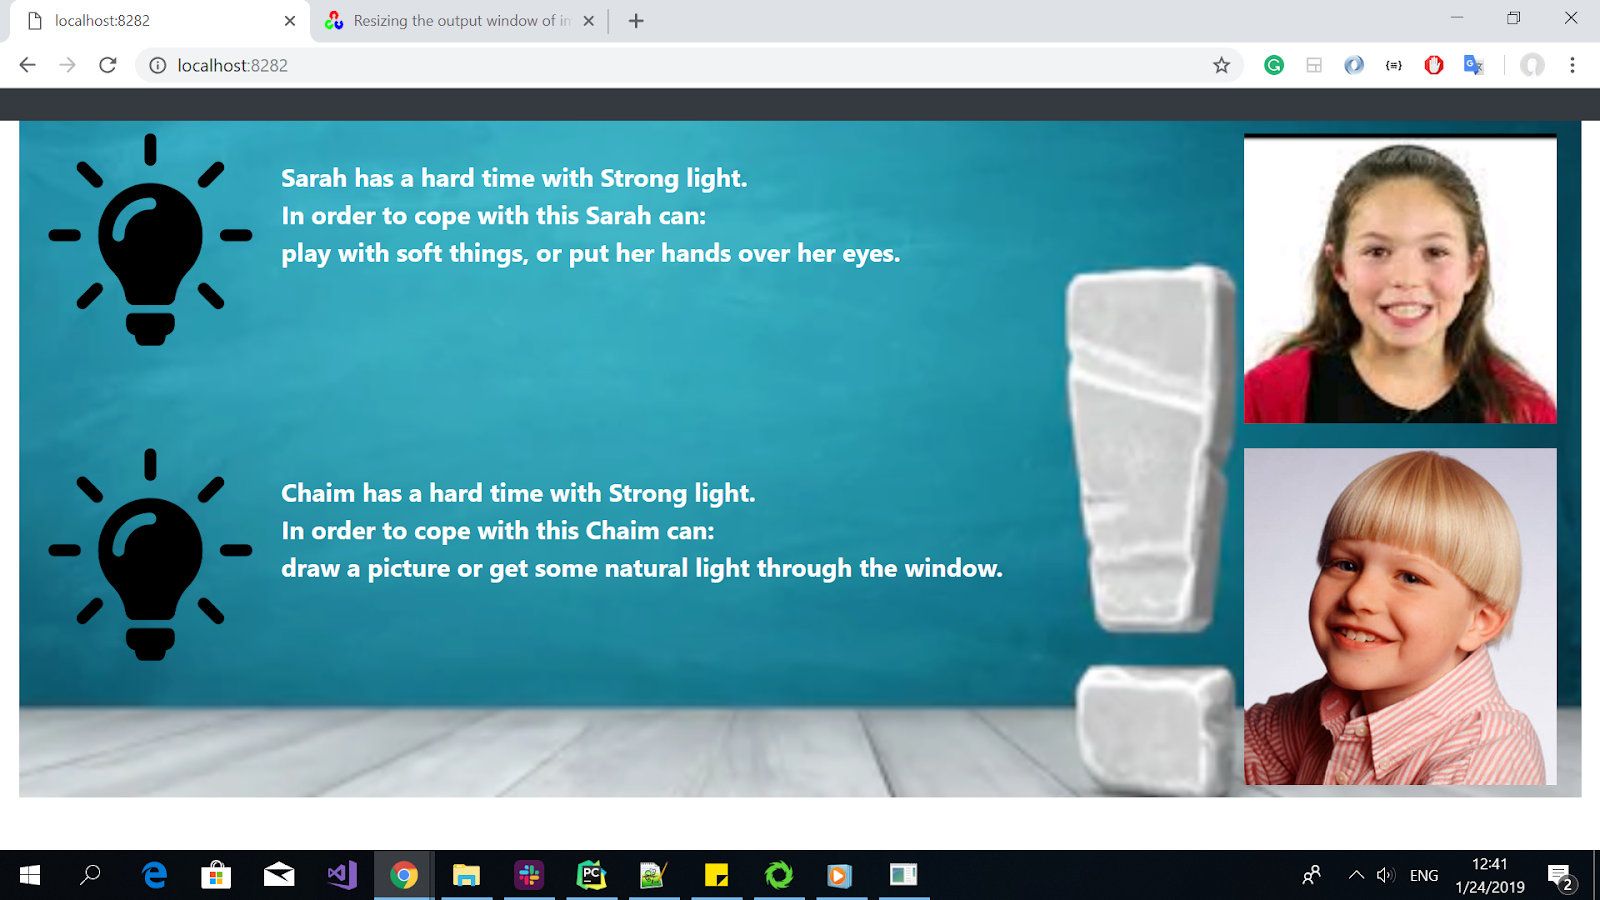 localhost:8282
Resizing the output window of in
localhost:8282
Sarah has a hard time with Strong light.
In order to cope with this Sarah can:
play with soft things, or put her hands over her eyes.
Chaim has a hard time with Strong light.
In order to cope with this Chaim can:
draw a picture or get some natural light through the window.
PC
ENG
12:41
1/24/2019
2